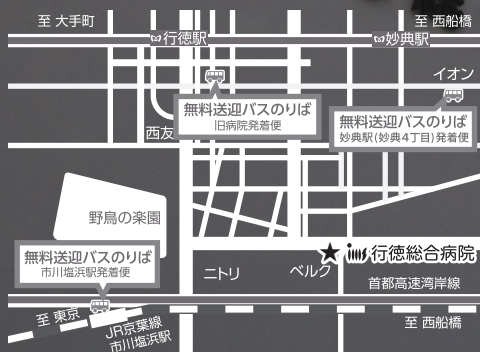 至 大手町
至 西船橋
行徳駅
妙典駅
イオン
無料送迎バスのりば
旧病院発着便
無料送迎バスのりば
妙典駅(妙典4丁目)発着便
西友
野鳥の楽園
無料送迎バスのりば
市川塩浜駅発着便
ims 行徳総合病院
ニトリ
ベルク
首都高速湾岸線
至 東京
JR京葉線
市川塩浜駅
至 西船橋